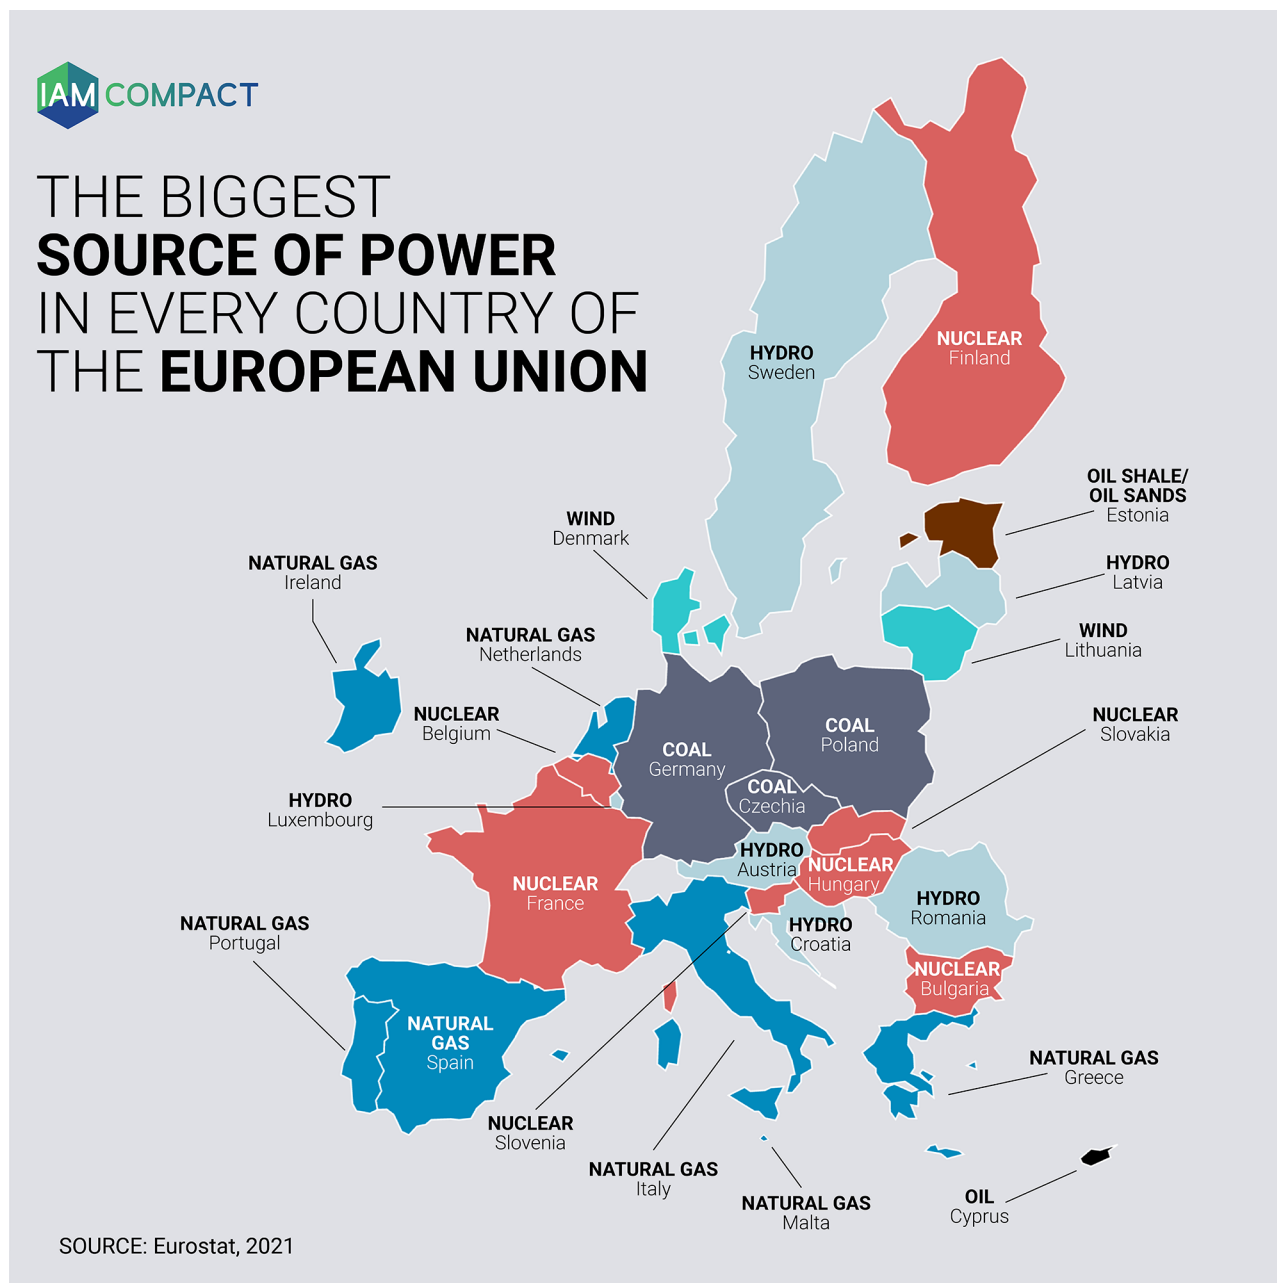 IAM COMPACT
THE BIGGEST
SOURCE OF POWER
IN EVERY COUNTRY OF
THE EUROPEAN UNION
HYDRO
Sweden
NUCLEAR
Finland
OIL SHALE/
OIL SANDS
Estonia
WIND
Denmark
NATURAL GAS
Ireland
HYDRO
Latvia
NATURAL GAS
Netherlands
WIND
Lithuania
NUCLEAR
Belgium
NUCLEAR
Slovakia
COAL
Poland
COAL
Germany
COAL
Czechia
HYDRO
Luxembourg
HYDRO
Austria
NUCLEAR
Hungary
NUCLEAR
France
HYDRO
Romania
NATURAL GAS
Portugal
HYDRO
Croatia
NUCLEAR
Bulgaria
NATURAL
GAS
Spain
NATURAL GAS
Greece
NUCLEAR
Slovenia
NATURAL GAS
Italy
NATURAL GAS
Malta
OIL
Cyprus
SOURCE: Eurostat, 2021